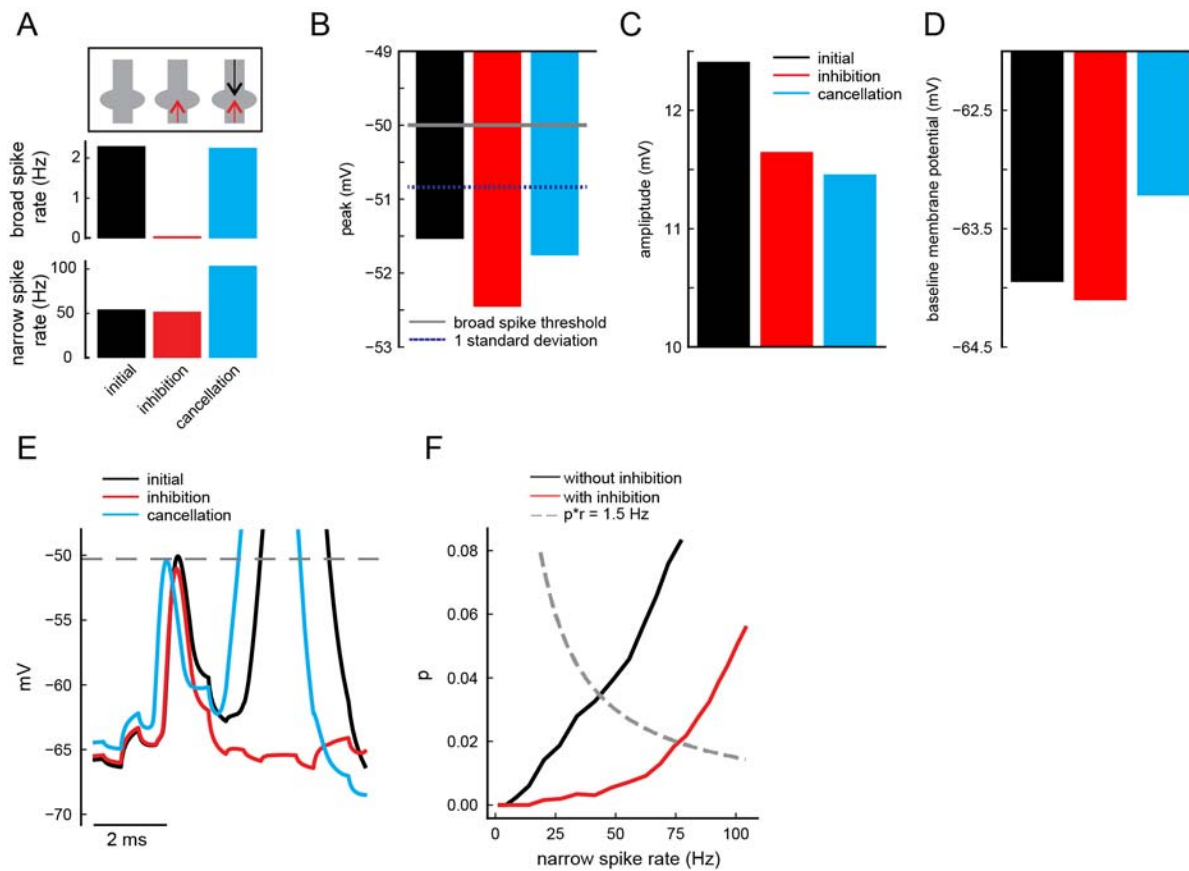 A
broad spike
rate (Hz)
2
1
0
narrow spike
rate (Hz)
100
50
0
initial
inhibition
cancellation
B
peak (mV)
−49
−50
−51
−52
−53
broad spike threshold
1 standard deviation
C
ampliptude (mV)
12
11
10
initial
inhibition
cancellation
D
baseline membrane potential (mV)
−62.5
−63.5
−64.5
E
initial
inhibition
cancellation
mV
−50
−55
−60
−65
−70
2 ms
F
without inhibition
with inhibition
p*r = 1.5 Hz
p
0.08
0.06
0.04
0.02
0.00
0
25
50
75
100
narrow spike rate (Hz)